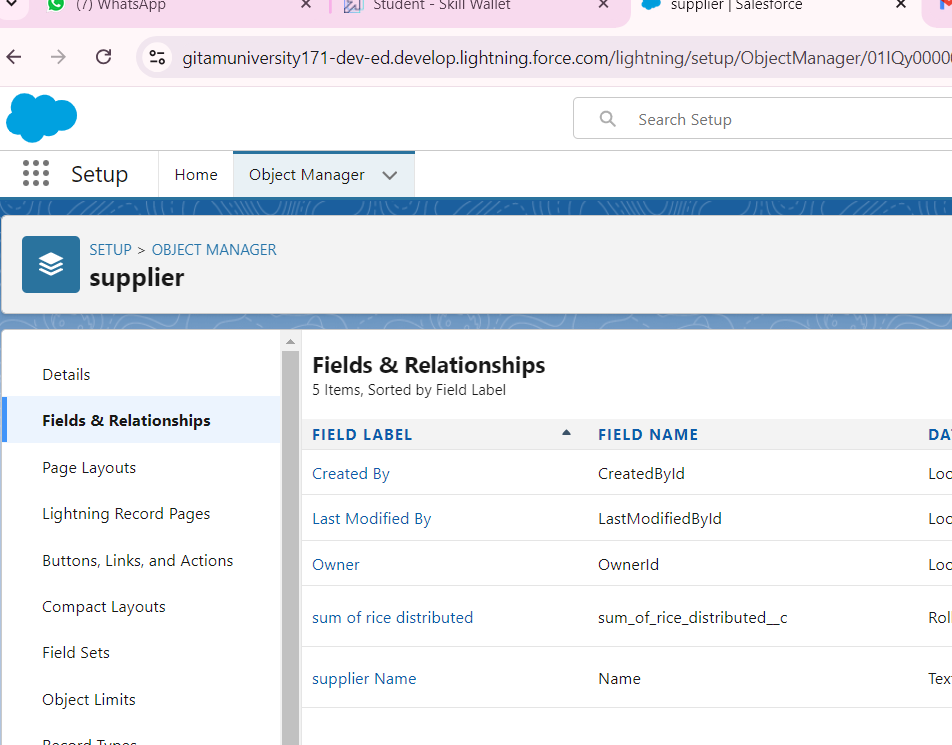 (7) WhatsApp
Student - Skill Wallet
supplier | Salesforce
gitamuniversity171-dev-ed.develop.lightning.force.com/lightning/setup/ObjectManager/01IQy0000
Search Setup
Setup
Home
Object Manager
SETUP > OBJECT MANAGER
supplier
Details
Fields & Relationships
Page Layouts
Lightning Record Pages
Buttons, Links, and Actions
Compact Layouts
Field Sets
Object Limits
Record Types
Fields & Relationships
5 Items, Sorted by Field Label
FIELD LABEL FIELD NAME DA
Created By CreatedById Loo
Last Modified By LastModifiedById Loo
Owner OwnerId Loo
sum of rice distributed sum_of_rice_distributed__c Rol
supplier Name Name Tex